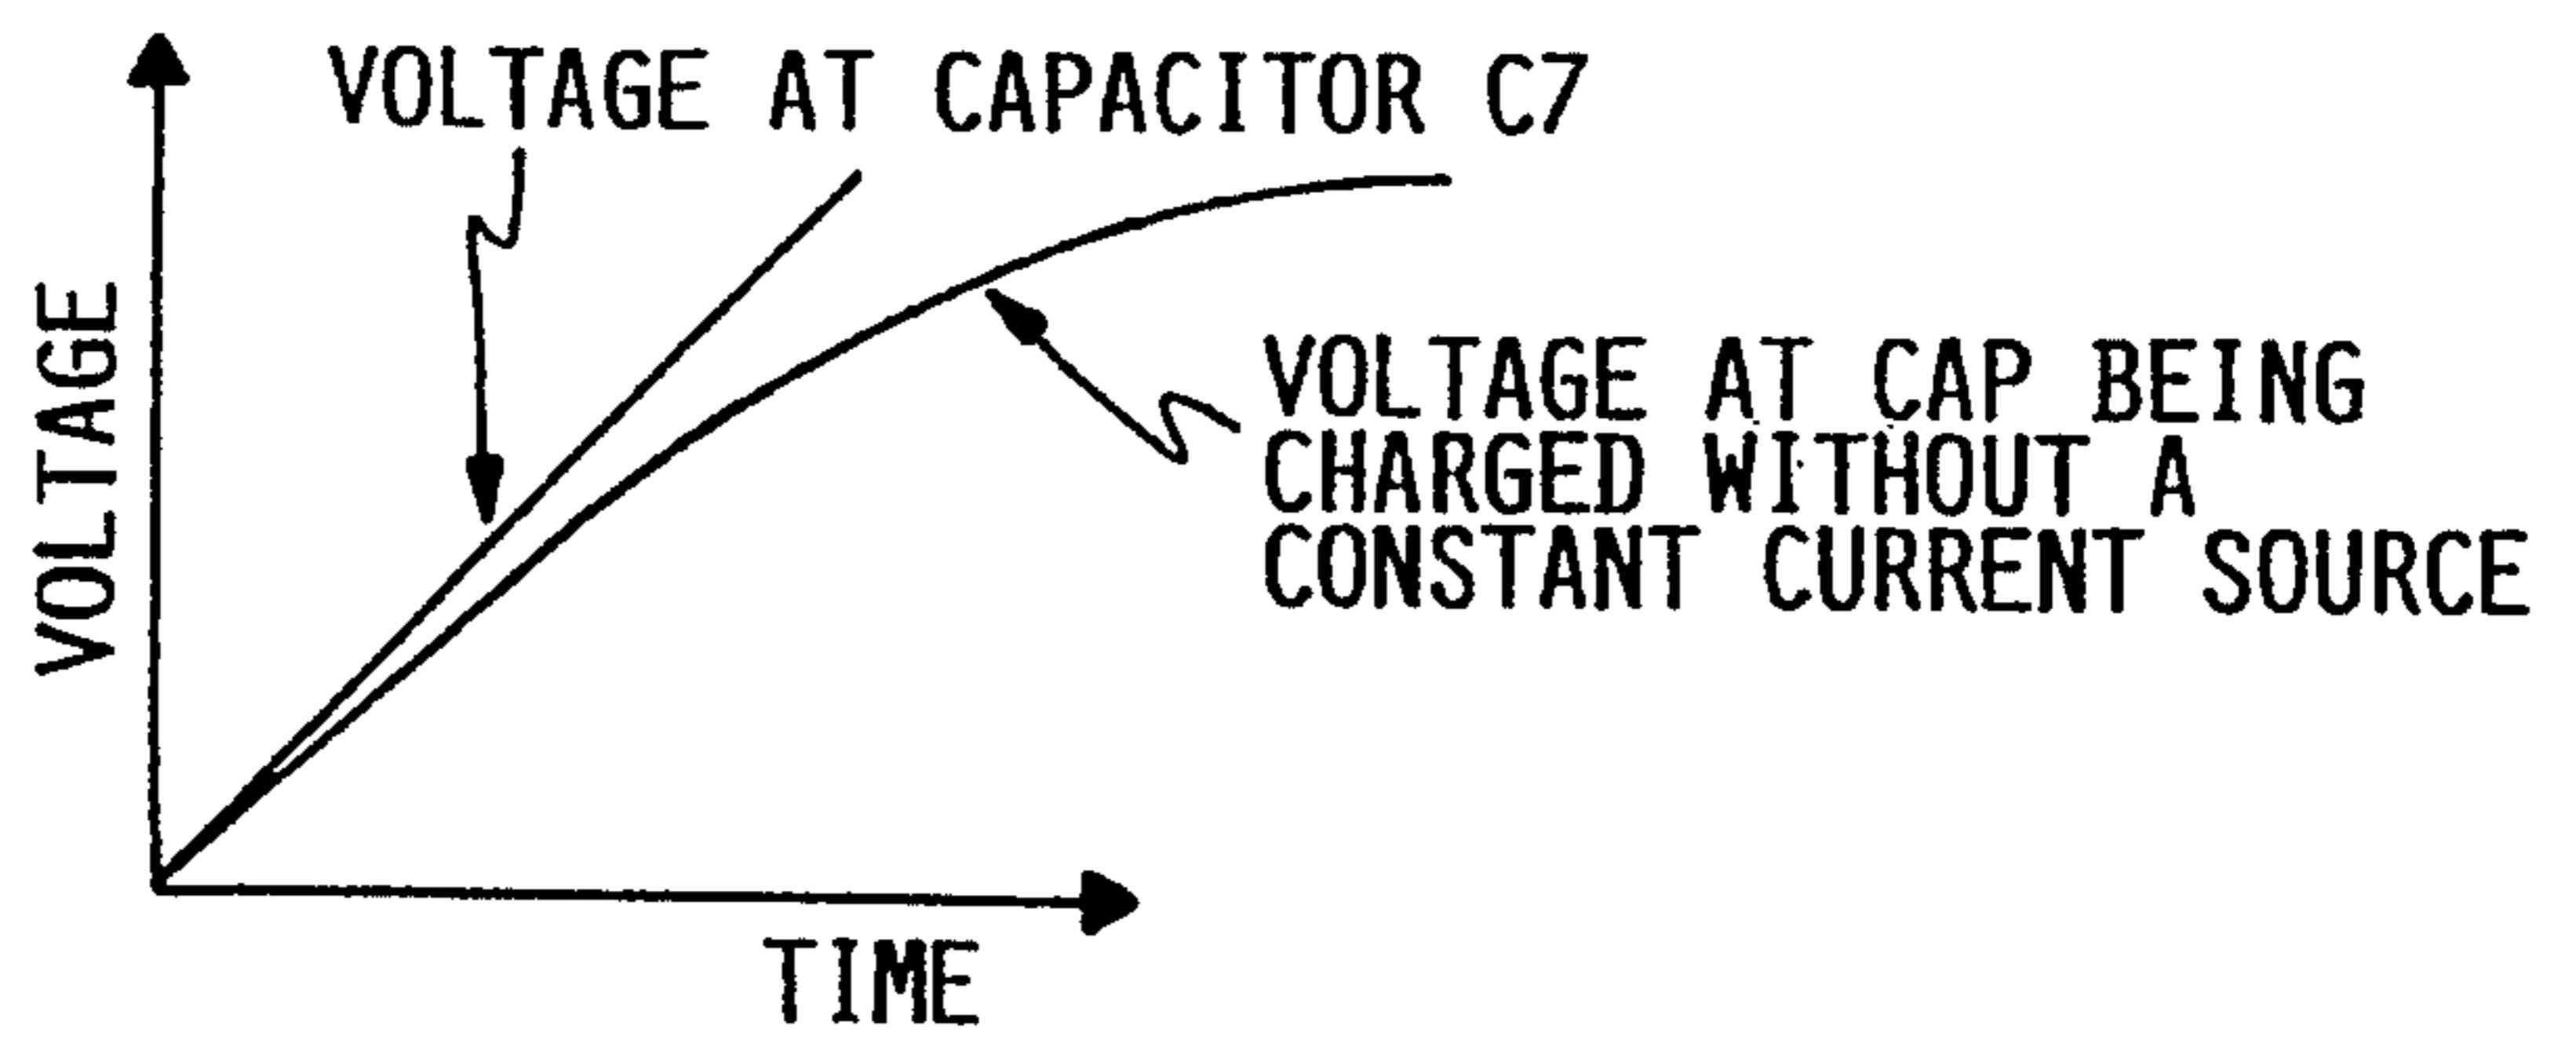 VOLTAGE AT CAPACITOR C7
VOLTAGE
VOLTAGE AT CAP BEING
CHARGED WITHOUT A
CONSTANT CURRENT SOURCE
TIME